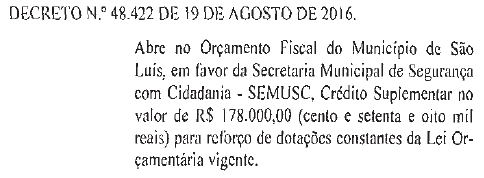 DECRETO N.º 48.422 DE 19 DE AGOSTO DE 2016.
Abre no Orçamento Fiscal do Município de São
Luís, em favor da Secretaria Municipal de Segurança
com Cidadania - SEMUSC, Crédito Suplementar no
valor de R$ 178.000,00 (cento e setenta e oito mil
reais) para reforço de dotações constantes da Lei Or-
çamentária vigente.